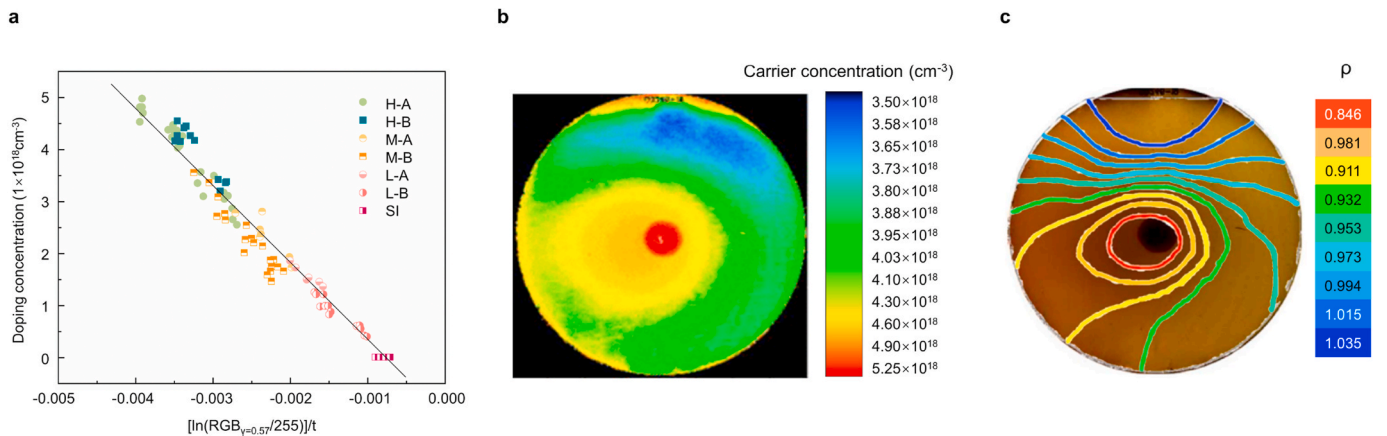 a
b
c
Doping concentration (1×10¹⁸cm⁻³)
5
4
3
2
1
0
H-A
H-B
M-A
M-B
L-A
L-B
SI
-0.005
-0.004
-0.003
-0.002
-0.001
0.000
[ln(RGBγ=0.57/255)]/t
Carrier concentration (cm⁻³)
3.50×10¹⁸
3.58×10¹⁸
3.65×10¹⁸
3.73×10¹⁸
3.80×10¹⁸
3.88×10¹⁸
3.95×10¹⁸
4.03×10¹⁸
4.30×10¹⁸
4.60×10¹⁸
4.90×10¹⁸
5.25×10¹⁸
ρ
0.846
0.981
0.911
0.932
0.953
0.973
0.994
1.015
1.035